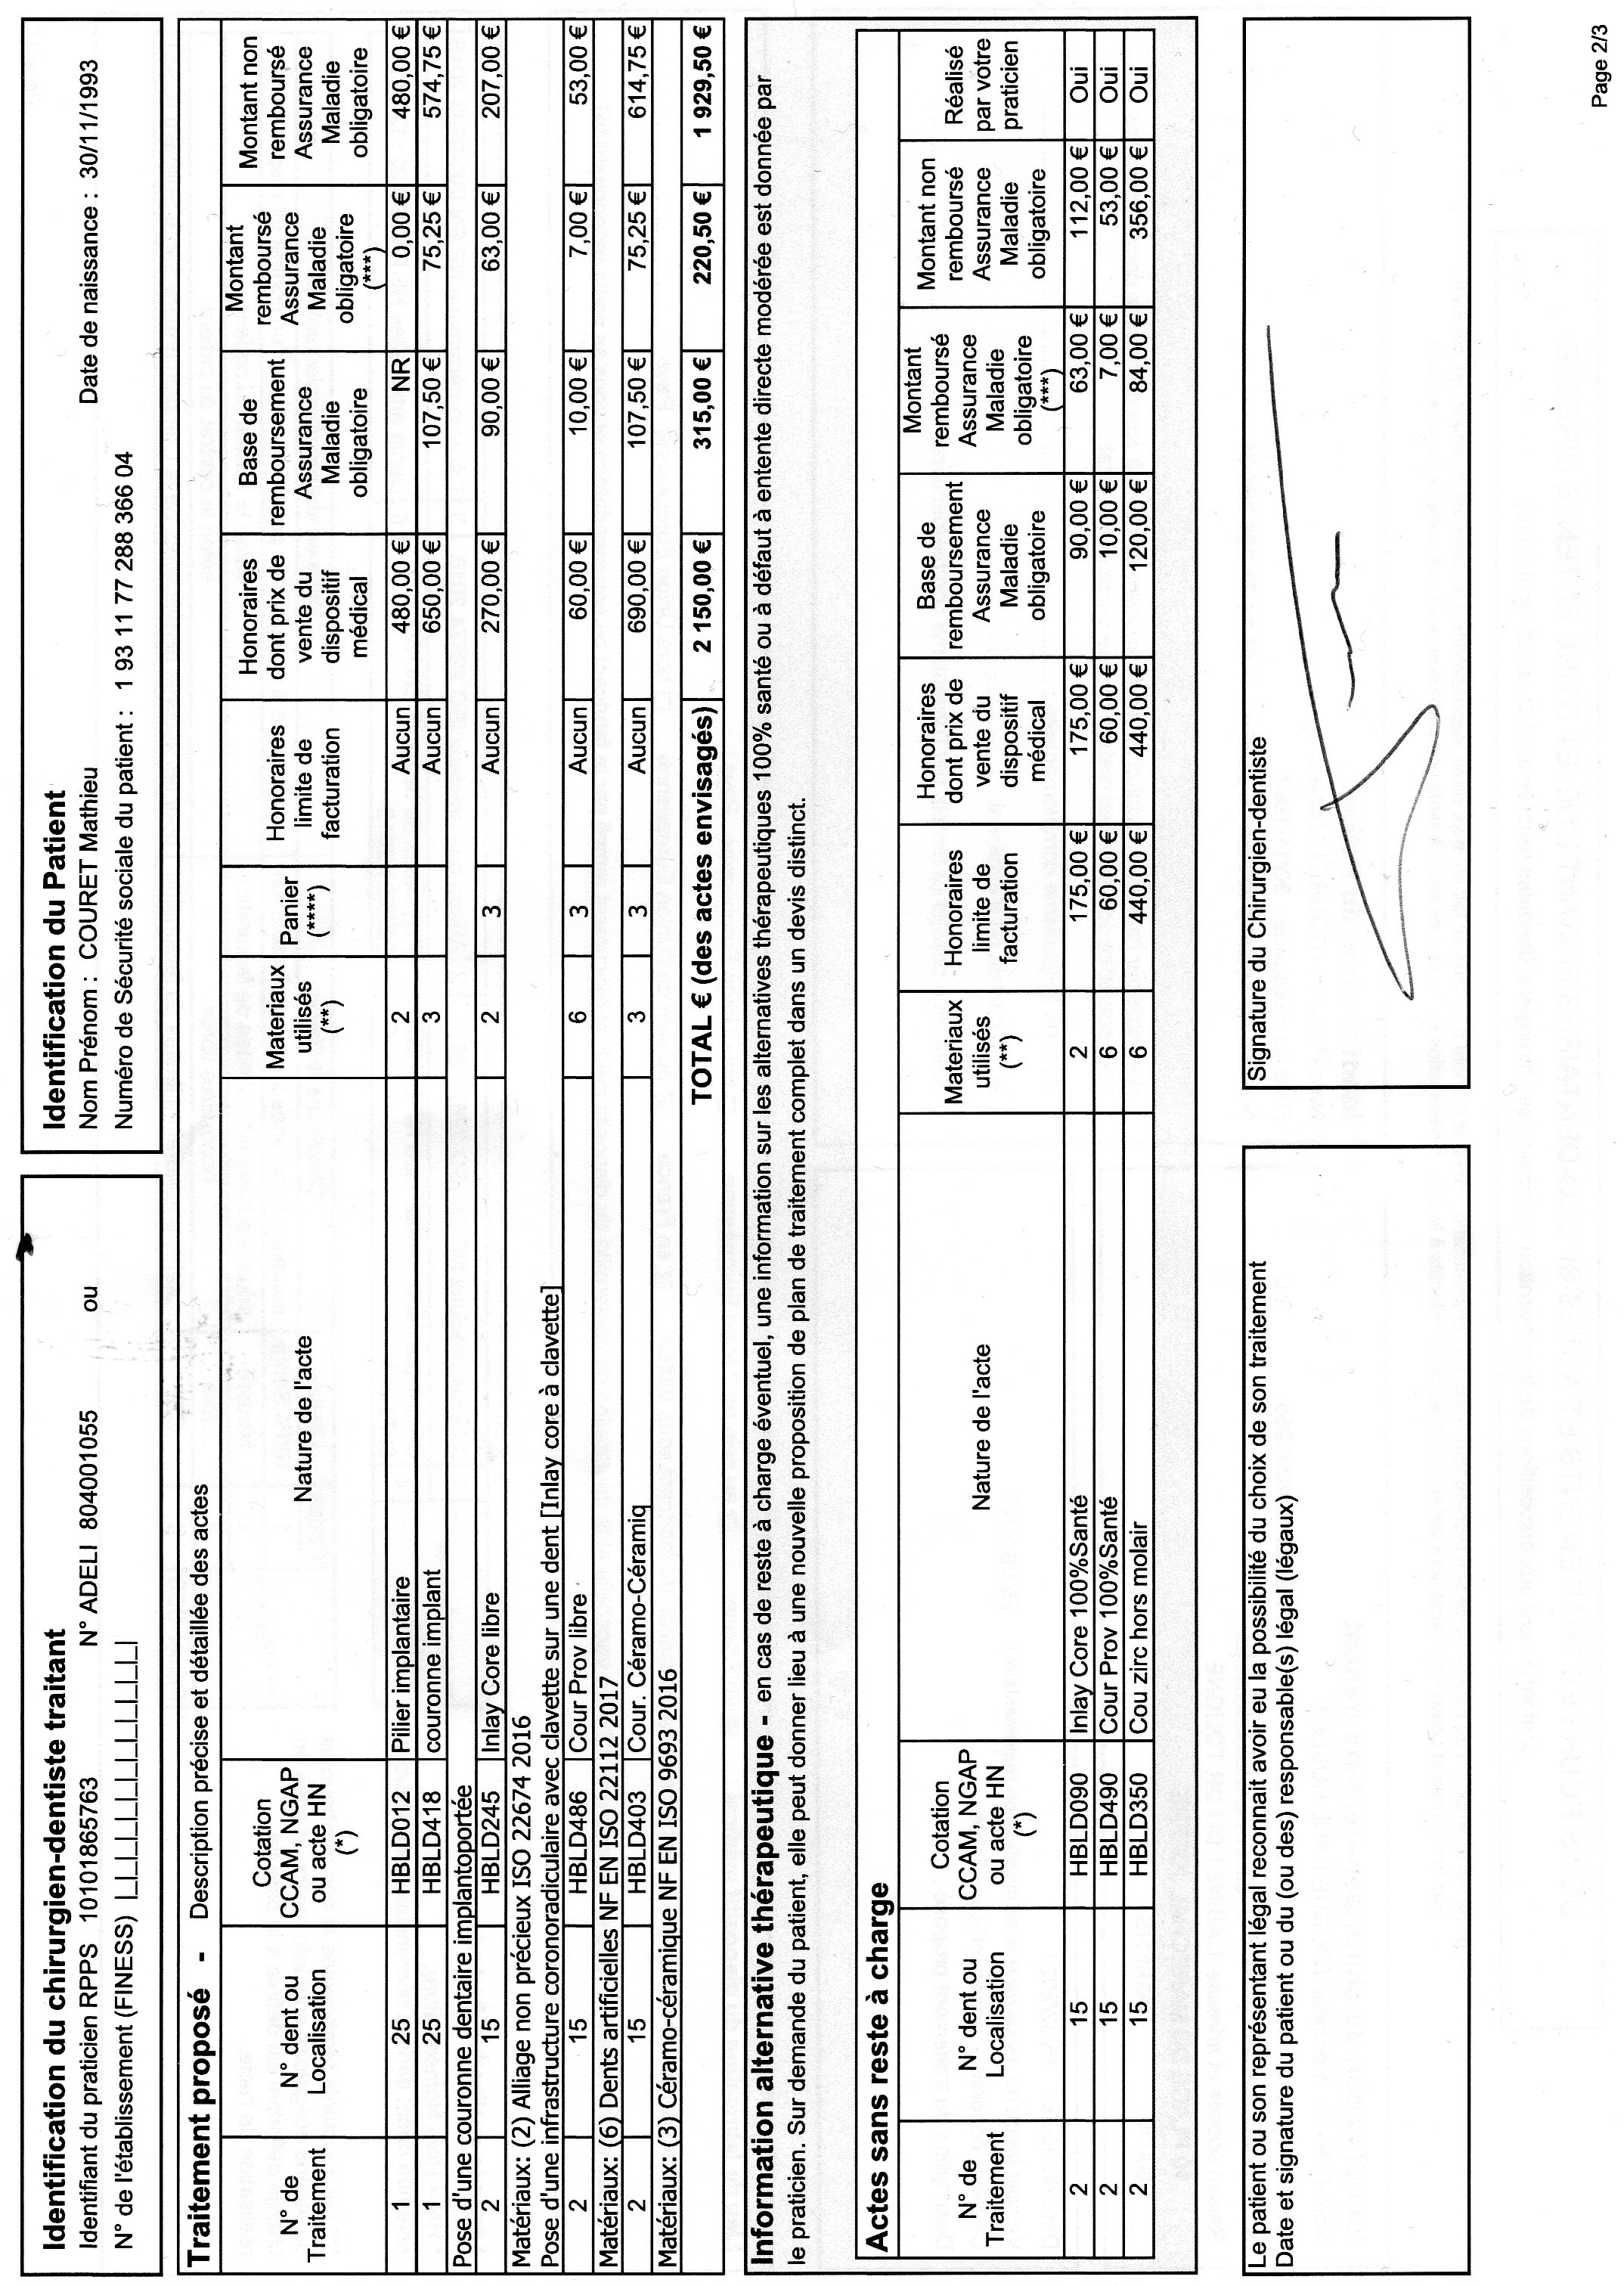 Identification du chirurgien-dentiste traitant
Identifiant du praticien RPPS 10101865763 N° ADELI 804001055 ou
N° de l'établissement (FINESS) |_|_|_|_|_|_|_|_|_|
Identification du Patient
Nom Prénom : COURET Mathieu Date de naissance : 30/11/1993
Numéro de Sécurité sociale du patient : 1 93 11 77 288 366 04
Traitement proposé - Description précise et détaillée des actes
N° de Traitement
N° dent ou Localisation
Cotation CCAM, NGAP ou acte HN (*)
Nature de l'acte
Materiaux utilisés (**)
Panier (****)
Honoraires limite de facturation
Honoraires dont prix de vente du dispositif médical
Base de remboursement Assurance Maladie obligatoire
Montant remboursé Assurance Maladie obligatoire (***)
Montant non remboursé Assurance Maladie obligatoire
1 25 HBLD012 Pilier implantaire 2 Aucun 480,00 € NR 0,00 € 480,00 €
1 25 HBLD418 couronne implant 3 Aucun 650,00 € 107,50 € 75,25 € 574,75 €
Pose d'une couronne dentaire implantoportée
2 15 HBLD245 Inlay Core libre 2 3 Aucun 270,00 € 90,00 € 63,00 € 207,00 €
Matériaux: (2) Alliage non précieux ISO 22674 2016
Pose d'une infrastructure coronoradiculaire avec clavette sur une dent [Inlay core à clavette]
2 15 HBLD486 Cour Prov libre 6 3 Aucun 60,00 € 10,00 € 7,00 € 53,00 €
Matériaux: (6) Dents artificielles NF EN ISO 22112 2017
2 15 HBLD403 Cour. Céramo-Céramiq 3 3 Aucun 690,00 € 107,50 € 75,25 € 614,75 €
Matériaux: (3) Céramo-céramique NF EN ISO 9693 2016
TOTAL € (des actes envisagés) 2 150,00 € 315,00 € 220,50 € 1 929,50 €
Information alternative thérapeutique - en cas de reste à charge éventuel, une information sur les alternatives thérapeutiques 100% santé ou à défaut à entente directe modérée est donnée par
le praticien. Sur demande du patient, elle peut donner lieu à une nouvelle proposition de plan de traitement complet dans un devis distinct.
Actes sans reste à charge
N° de Traitement
N° dent ou Localisation
Cotation CCAM, NGAP ou acte HN (*)
Nature de l'acte
Materiaux utilisés (**)
Honoraires limite de facturation
Honoraires dont prix de vente du dispositif médical
Base de remboursement Assurance Maladie obligatoire
Montant remboursé Assurance Maladie obligatoire (***)
Montant non remboursé Assurance Maladie obligatoire
Réalisé par votre praticien
2 15 HBLD090 Inlay Core 100%Santé 2 175,00 € 175,00 € 90,00 € 63,00 € 112,00 € Oui
2 15 HBLD490 Cour Prov 100%Santé 6 60,00 € 60,00 € 10,00 € 7,00 € 53,00 € Oui
2 15 HBLD350 Cou zirc hors molair 6 440,00 € 440,00 € 120,00 € 84,00 € 356,00 € Oui
Le patient ou son représentant légal reconnait avoir eu la possibilité du choix de son traitement
Date et signature du patient ou du (ou des) responsable(s) légal (légaux)
Signature du Chirurgien-dentiste
Page 2/3